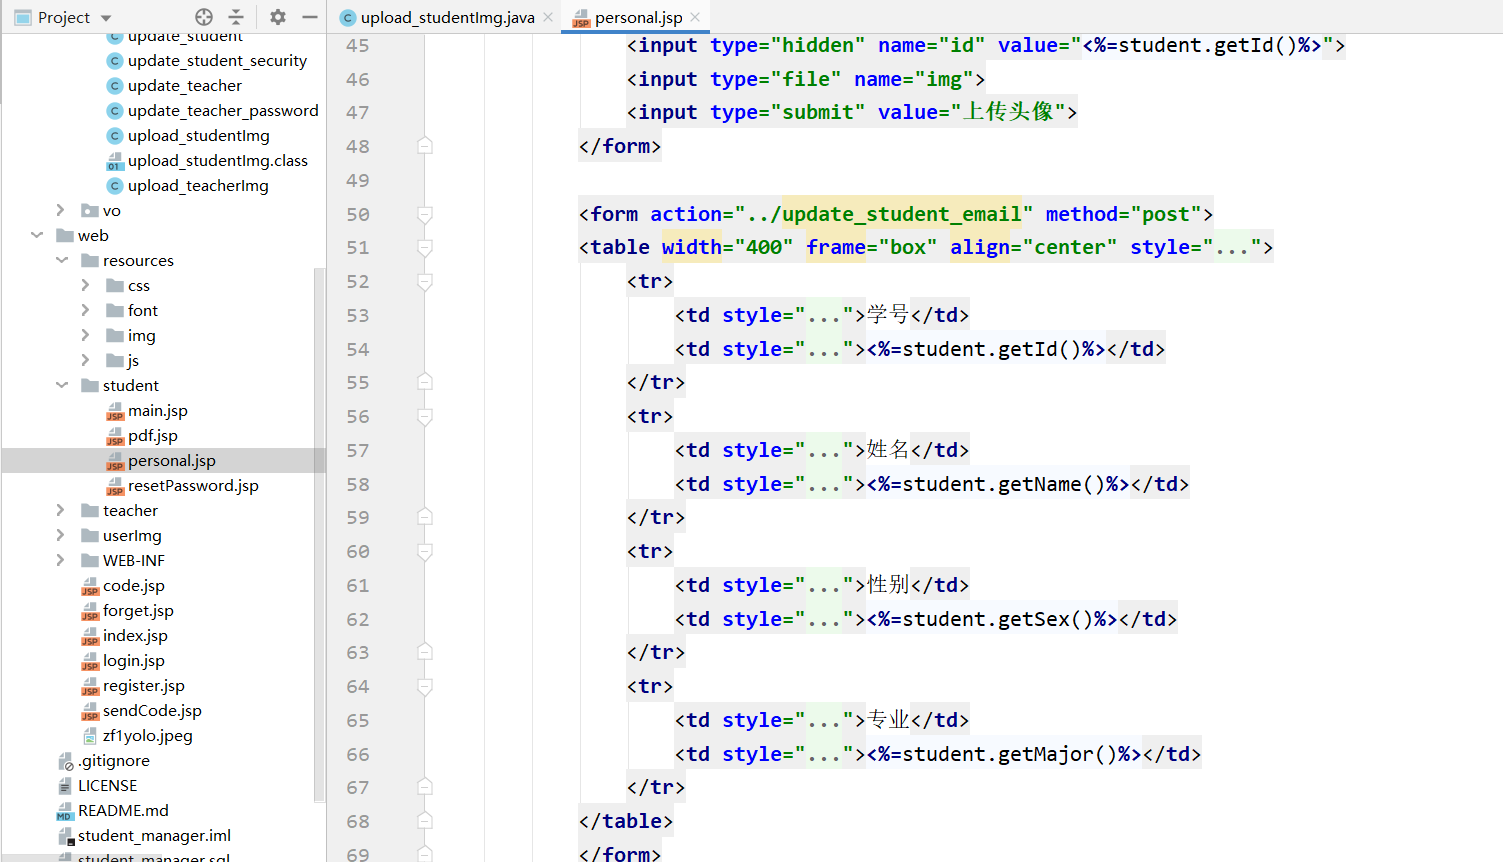 Project
upload_studentImg.java
personal.jsp
update_student
update_student_security
update_teacher
update_teacher_password
upload_studentImg
upload_studentImg.class
upload_teacherImg
vo
web
resources
css
font
img
js
student
main.jsp
pdf.jsp
personal.jsp
resetPassword.jsp
teacher
userImg
WEB-INF
code.jsp
forget.jsp
index.jsp
login.jsp
register.jsp
sendCode.jsp
zf1yolo.jpeg
.gitignore
LICENSE
README.md
student_manager.iml
student_manager.sql
45 <input type="hidden" name="id" value="<%=student.getId()%>">
46 <input type="file" name="img">
47 <input type="submit" value="上传头像">
48 </form>
49
50 <form action="../update_student_email" method="post">
51 <table width="400" frame="box" align="center" style="...">
52 <tr>
53 <td style="...">学号</td>
54 <td style="..."><%=student.getId()%></td>
55 </tr>
56 <tr>
57 <td style="...">姓名</td>
58 <td style="..."><%=student.getName()%></td>
59 </tr>
60 <tr>
61 <td style="...">性别</td>
62 <td style="..."><%=student.getSex()%></td>
63 </tr>
64 <tr>
65 <td style="...">专业</td>
66 <td style="..."><%=student.getMajor()%></td>
67 </tr>
68 </table>
69 </form>